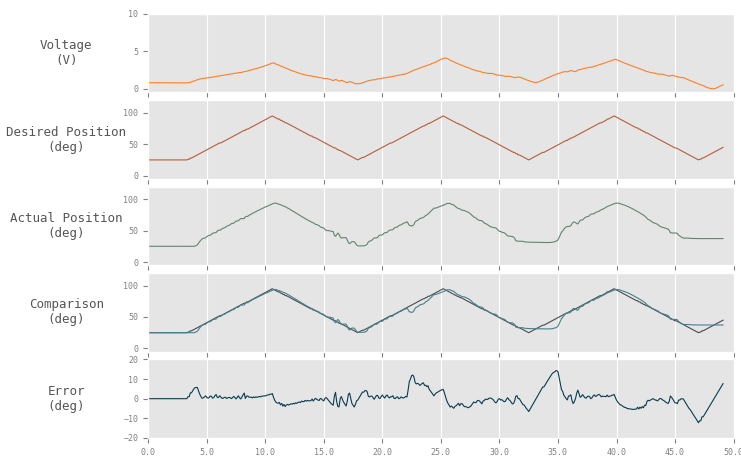 Voltage
(V)
10
5
0
Desired Position
(deg)
100
50
0
Actual Position
(deg)
100
50
0
Comparison
(deg)
100
50
0
Error
(deg)
20
10
0
−10
−20
0.0 5.0 10.0 15.0 20.0 25.0 30.0 35.0 40.0 45.0 50.0